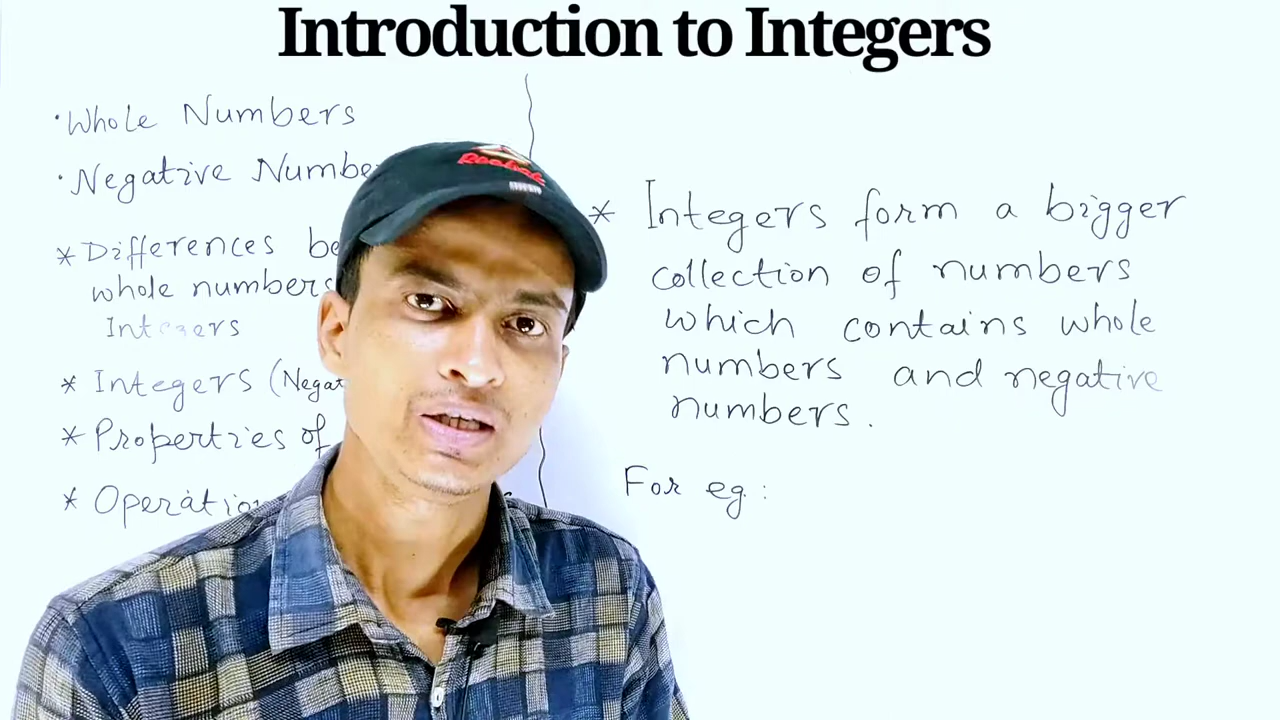 Introduction to Integers
• Whole Numbers
• Negative Numbe
* Differences be
whole numbers
Integers
* Integers (Negat
* Properties of
* Operation
* Integers form a bigger
collection of numbers
which contains whole
numbers and negative
numbers.
For eg :